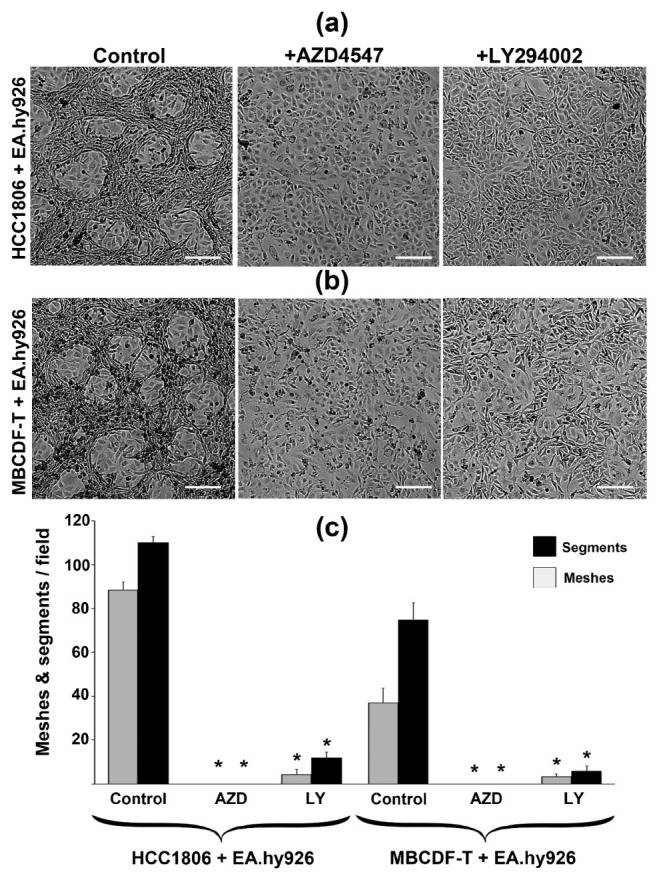 (a)
Control +AZD4547 +LY294002
HCC1806 + EA.hy926
(b)
MBCDF-T + EA.hy926
(c)
Meshes & segments / field
120
100
80
60
40
20
Segments
Meshes
* * * * * * * *
Control AZD LY Control AZD LY
HCC1806 + EA.hy926 MBCDF-T + EA.hy926